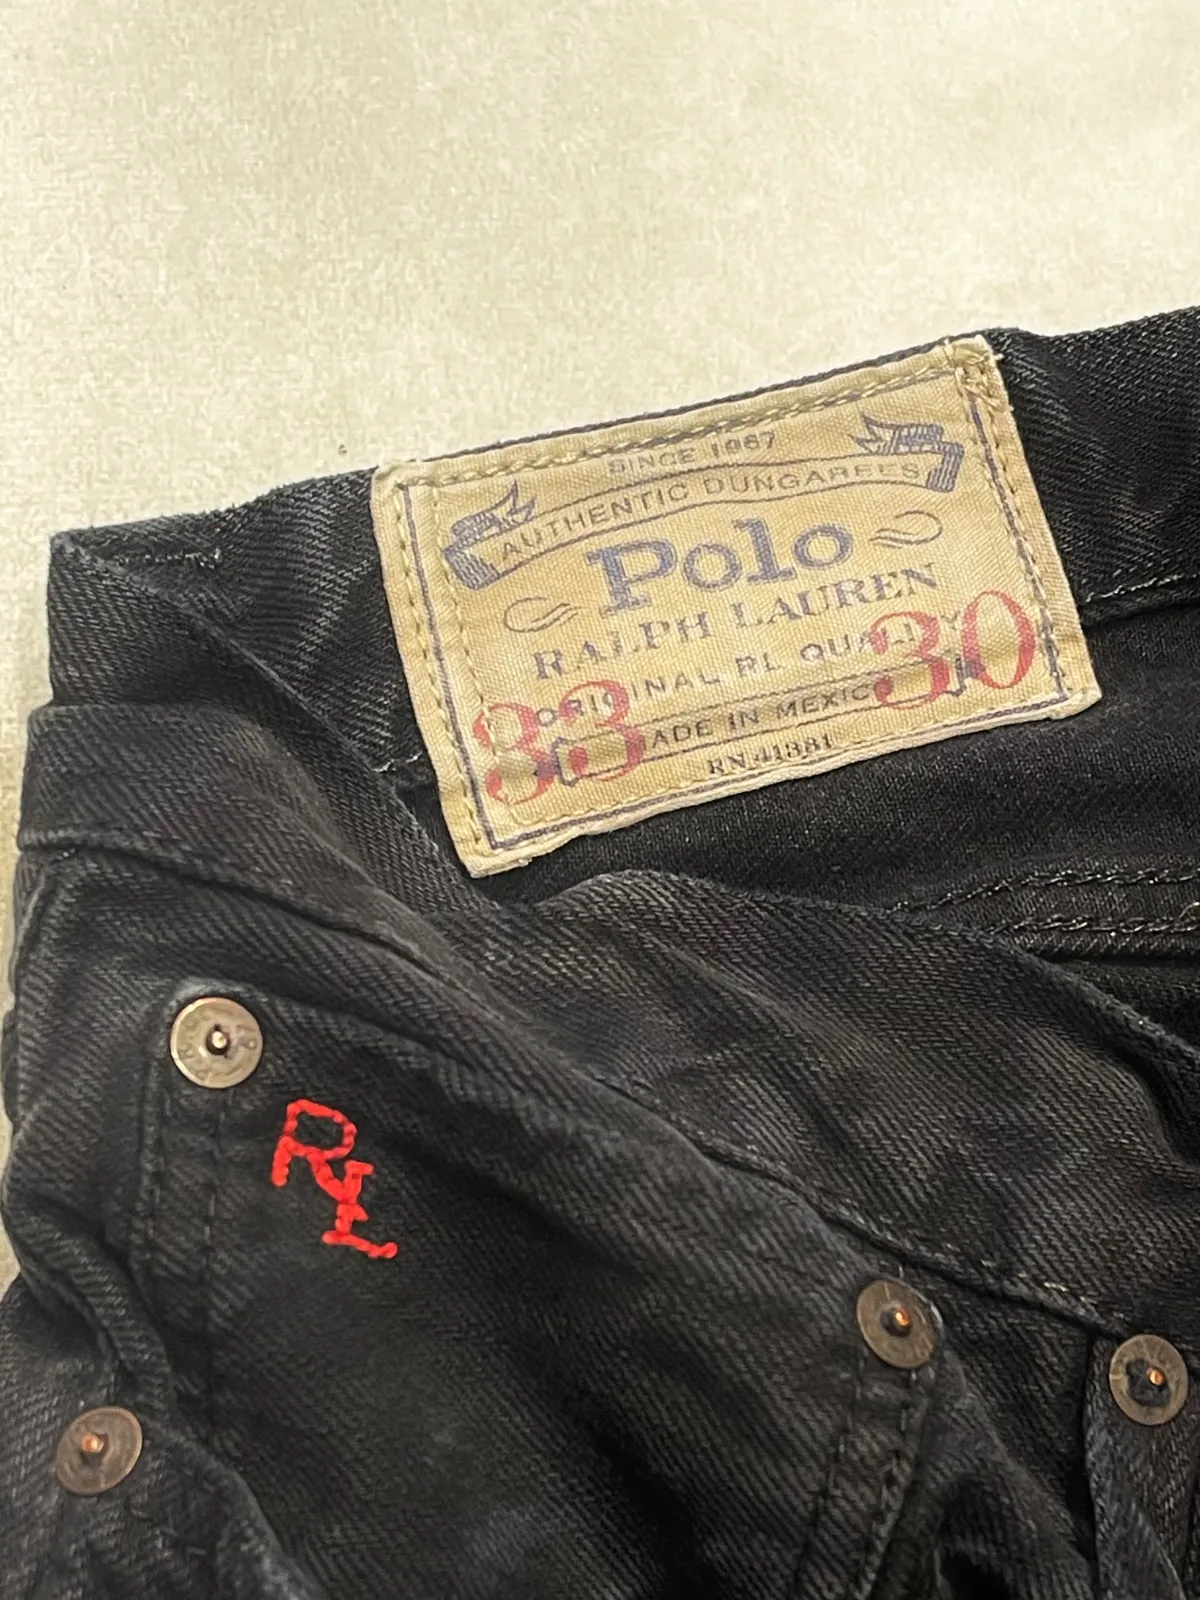 SINCE 1967
AUTHENTIC DUNGAREES
Polo
RALPH LAUREN
ORIGINAL RL QUALITY
33 30
MADE IN MEXICO
RN 41381
RL